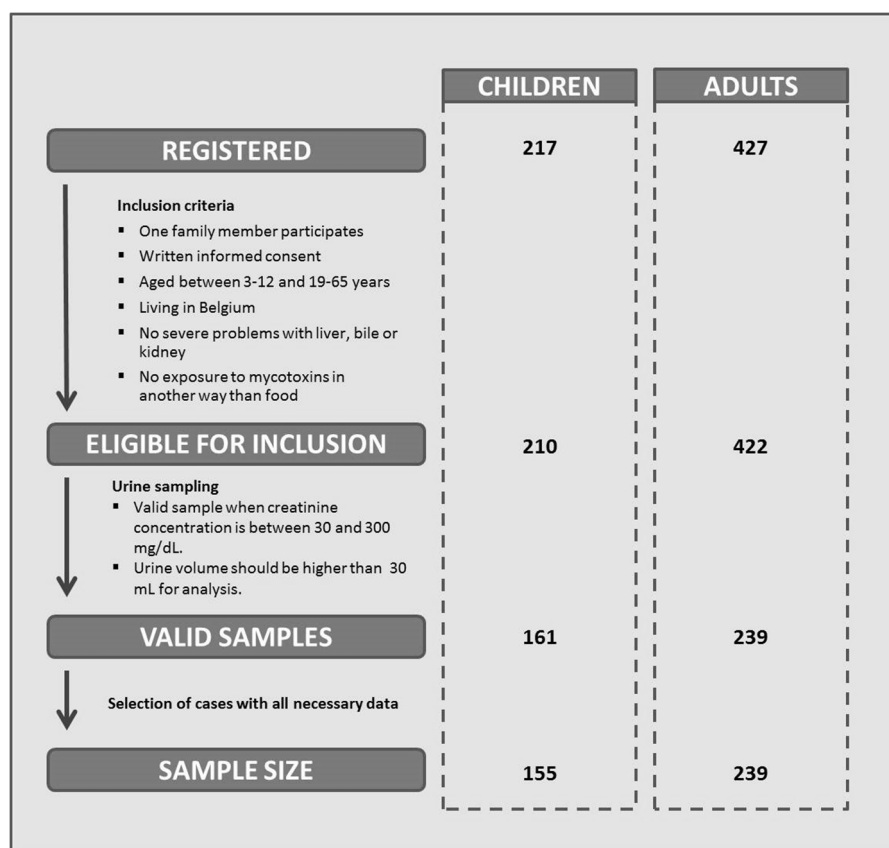 CHILDREN ADULTS
REGISTERED 217 427
Inclusion criteria
▪ One family member participates
▪ Written informed consent
▪ Aged between 3-12 and 19-65 years
▪ Living in Belgium
▪ No severe problems with liver, bile or
kidney
▪ No exposure to mycotoxins in
another way than food
ELIGIBLE FOR INCLUSION 210 422
Urine sampling
▪ Valid sample when creatinine
concentration is between 30 and 300
mg/dL.
▪ Urine volume should be higher than 30
mL for analysis.
VALID SAMPLES 161 239
Selection of cases with all necessary data
SAMPLE SIZE 155 239